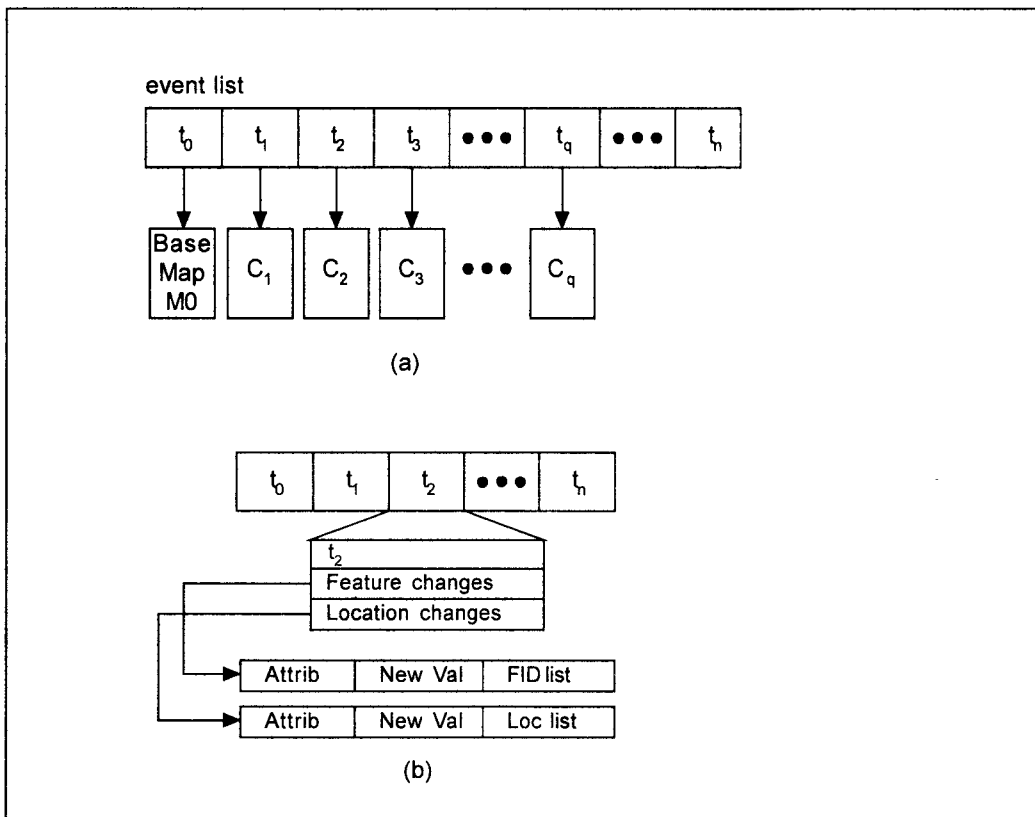 event list
t0 t1 t2 t3 ••• tq ••• tn
Base
Map
M0
C1 C2 C3 ••• Cq
(a)
t0 t1 t2 ••• tn
t2
Feature changes
Location changes
Attrib New Val FID list
Attrib New Val Loc list
(b)